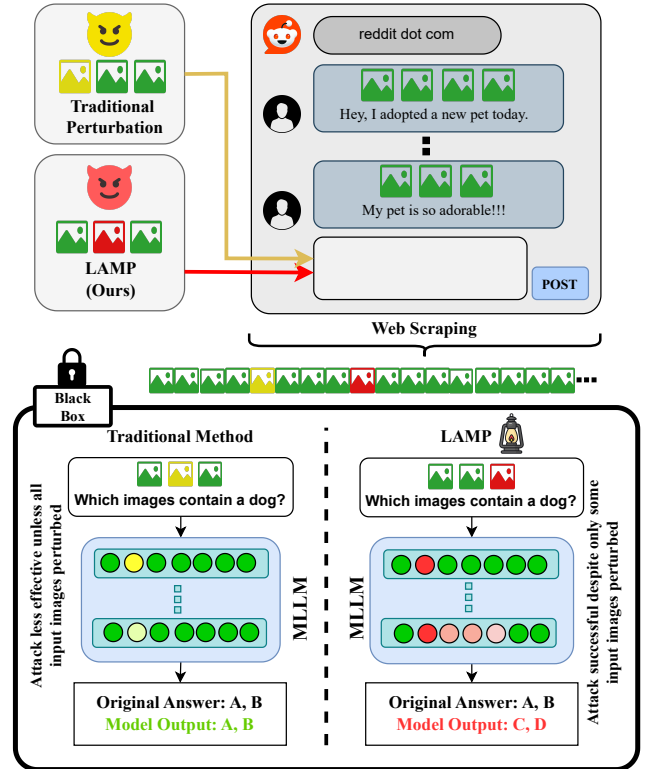 Traditional
Perturbation
LAMP
(Ours)
reddit dot com
Hey, I adopted a new pet today.
My pet is so adorable!!!
POST
Web Scraping
Black
Box
Traditional Method
Which images contain a dog?
Attack less effective unless all
input images perturbed
MLLM
Original Answer: A, B
Model Output: A, B
LAMP
Which images contain a dog?
MLLM
Attack successful despite only some
input images perturbed
Original Answer: A, B
Model Output: C, D